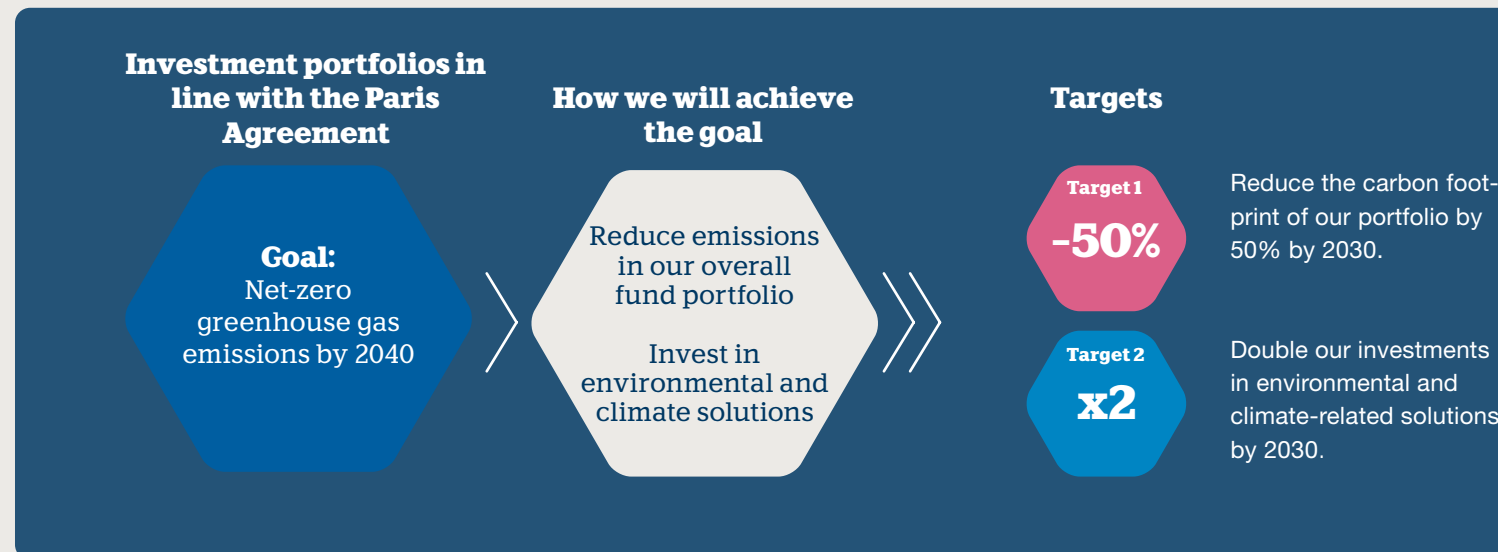 Investment portfolios in
line with the Paris
Agreement
Goal:
Net-zero
greenhouse gas
emissions by 2040
How we will achieve
the goal
Reduce emissions
in our overall
fund portfolio
Invest in
environmental and
climate solutions
Targets
Target 1
-50%
Reduce the carbon foot-
print of our portfolio by
50% by 2030.
Target 2
x2
Double our investments
in environmental and
climate-related solutions
by 2030.